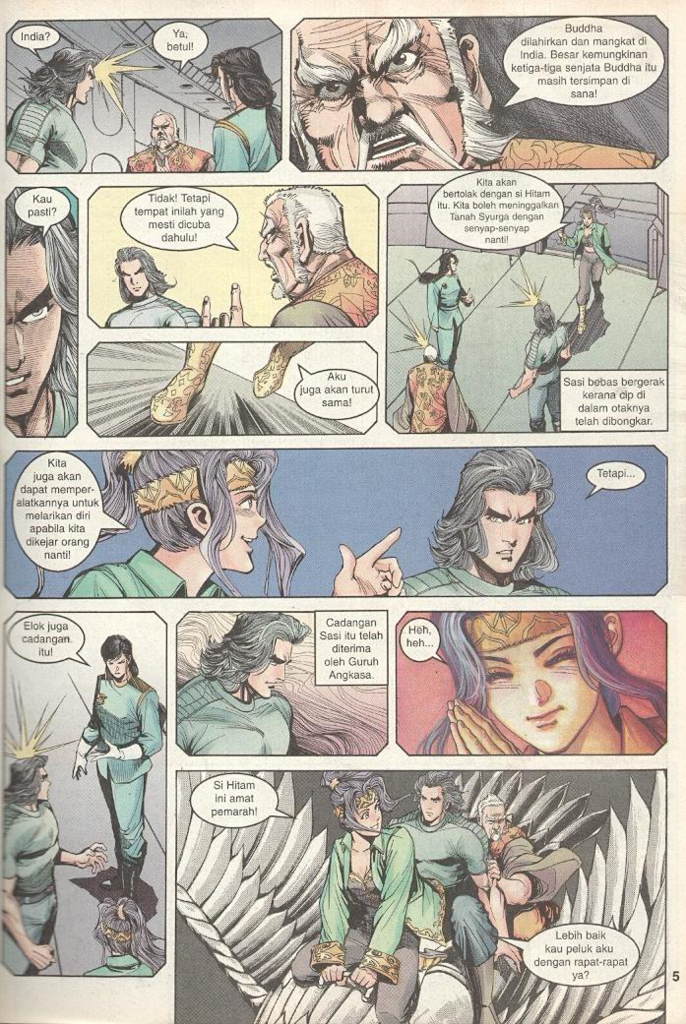 India?
Ya,
betul!
Buddha
dilahirkan dan mangkat di
India. Besar kemungkinan
ketiga-tiga senjata Buddha itu
masih tersimpan di
sana!
Kau
pasti?
Tidak! Tetapi
tempat inilah yang
mesti dicuba
dahulu!
Kita akan
bertolak dengan si Hitam
itu. Kita boleh meninggalkan
Tanah Syurga dengan
senyap-senyap
nanti!
Aku
juga akan turut
sama!
Sasi bebas bergerak
kerana dip di
dalam otaknya
telah dibongkar.
Kita
juga akan
dapat memper-
alatkannya untuk
melarikan diri
apabila kita
dikejar orang
nanti!
Tetapi...
Elok juga
cadangan
itu!
Cadangan
Sasi itu telah
diterima
oleh Guruh
Angkasa.
Heh,
heh...
Si Hitam
ini amat
pemarah!
Lebih baik
kau peluk aku
dengan rapat-rapat
ya?
5